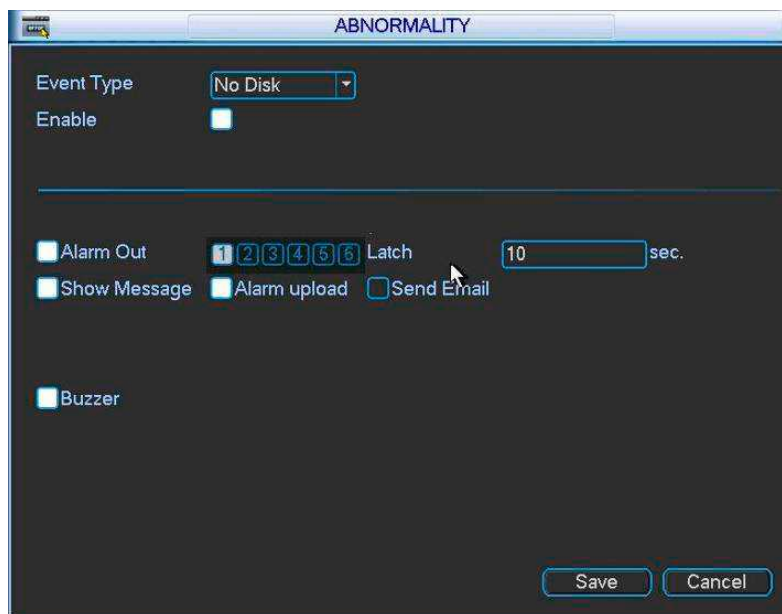 ABNORMALITY
Event Type No Disk
Enable
Alarm Out 1 2 3 4 5 6 Latch 10 sec.
Show Message Alarm upload Send Email
Buzzer
Save Cancel